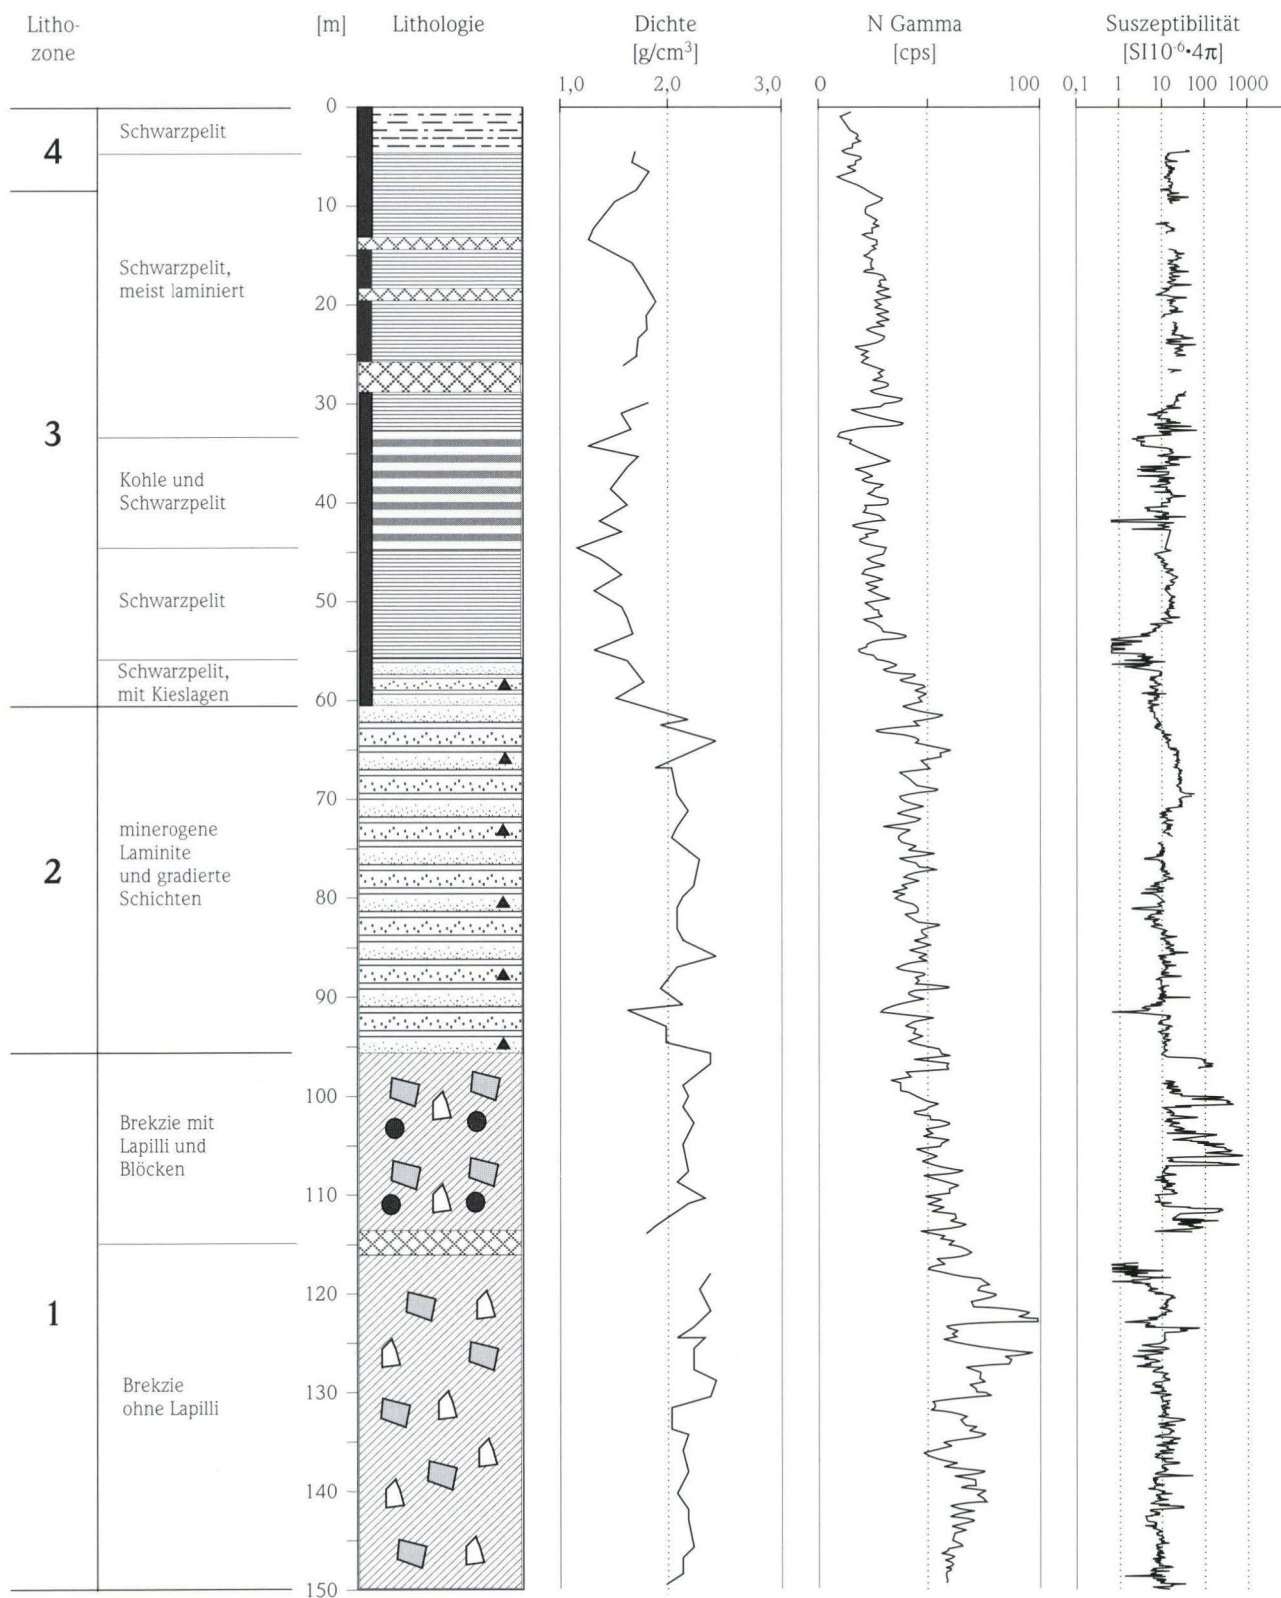 Litho-
zone
[m]
Lithologie
Dichte
[g/cm³]
N Gamma
[cps]
Suszeptibilität
[SI10⁻⁶•4π]
1,0 2,0 3,0
0 100
0,1 1 10 100 1000
0
10
20
30
40
50
60
70
80
90
100
110
120
130
140
150
4
Schwarzpelit
3
Schwarzpelit,
meist laminiert
Kohle und
Schwarzpelit
Schwarzpelit
Schwarzpelit,
mit Kieslagen
2
minerogene
Laminite
und gradierte
Schichten
1
Brekzie mit
Lapilli und
Blöcken
Brekzie
ohne Lapilli